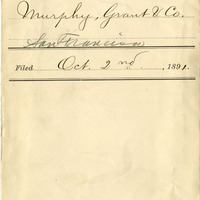 Murphy, Grant & Co.
San Francisco
Filed Oct. 2nd, 1891.